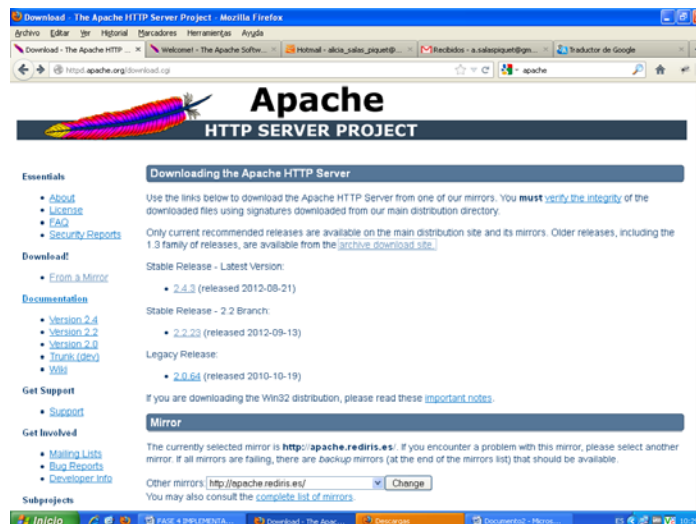 Download - The Apache HTTP Server Project - Mozilla Firefox
Archivo Editar Ver Historial Marcadores Herramientas Ayuda
Download - The Apache HTTP ... Welcome! - The Apache Softw... Hotmail - alicia_salas_piquet@... Recibidos - a.salaspiquet@gm... Traductor de Google
httpd.apache.org/download.cgi apache
Apache
HTTP SERVER PROJECT
Essentials
About
License
FAQ
Security Reports
Download!
From a Mirror
Documentation
Version 2.4
Version 2.2
Version 2.0
Trunk (dev)
Wiki
Get Support
Support
Get Involved
Mailing Lists
Bug Reports
Developer Info
Subprojects
Downloading the Apache HTTP Server
Use the links below to download the Apache HTTP Server from one of our mirrors. You must verify the integrity of the
downloaded files using signatures downloaded from our main distribution directory.
Only current recommended releases are available on the main distribution site and its mirrors. Older releases, including the
1.3 family of releases, are available from the archive download site.
Stable Release - Latest Version:
2.4.3 (released 2012-08-21)
Stable Release - 2.2 Branch:
2.2.23 (released 2012-09-13)
Legacy Release:
2.0.64 (released 2010-10-19)
If you are downloading the Win32 distribution, please read these important notes.
Mirror
The currently selected mirror is http://apache.rediris.es/. If you encounter a problem with this mirror, please select another
mirror. If all mirrors are failing, there are backup mirrors (at the end of the mirrors list) that should be available.
Other mirrors: http://apache.rediris.es/ Change
You may also consult the complete list of mirrors.
Inicio FASE 4 IMPLEMENTA... Download - The Apac... Descargas Documento2 - Micros... ES